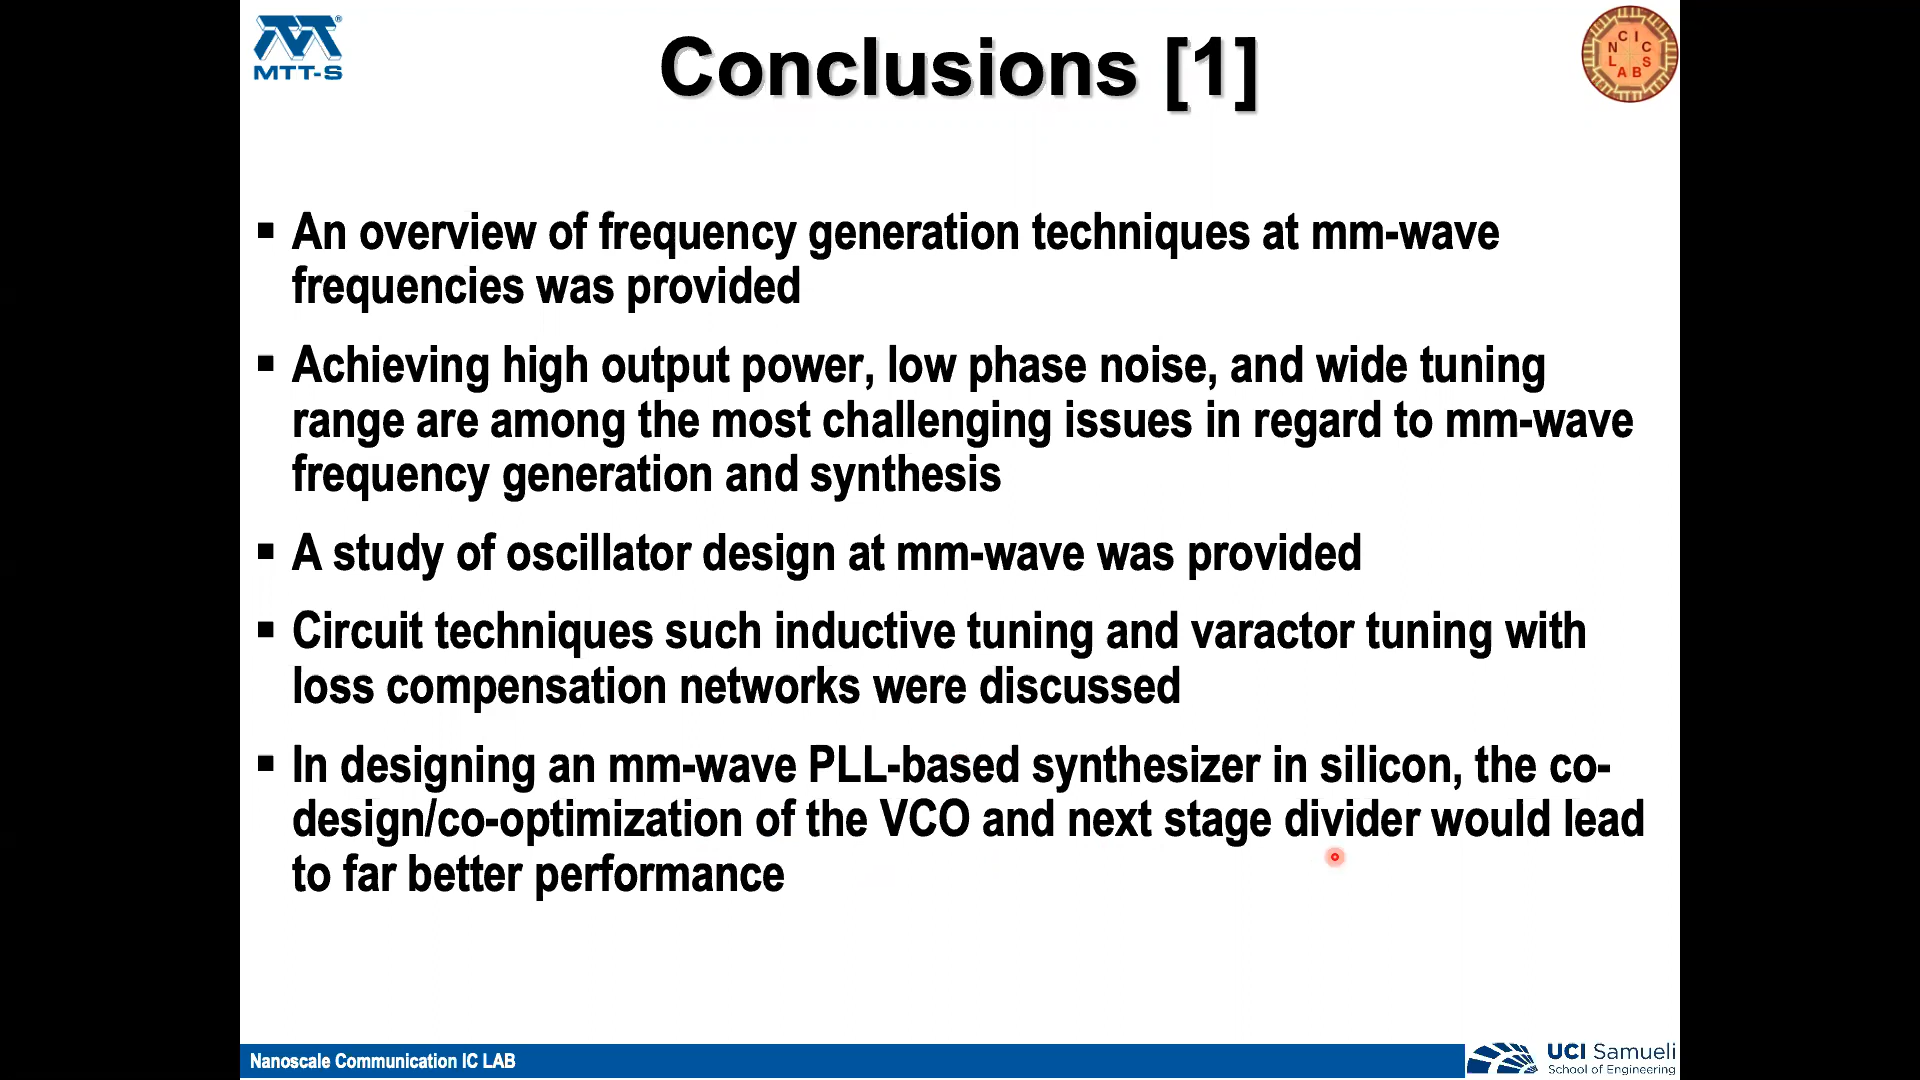 MTT-S
Conclusions [1]
NCIC
LABS
▪ An overview of frequency generation techniques at mm-wave
frequencies was provided
▪ Achieving high output power, low phase noise, and wide tuning
range are among the most challenging issues in regard to mm-wave
frequency generation and synthesis
▪ A study of oscillator design at mm-wave was provided
▪ Circuit techniques such inductive tuning and varactor tuning with
loss compensation networks were discussed
▪ In designing an mm-wave PLL-based synthesizer in silicon, the co-
design/co-optimization of the VCO and next stage divider would lead
to far better performance
Nanoscale Communication IC LAB
UCI Samueli
School of Engineering